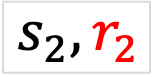 s₂, r₂